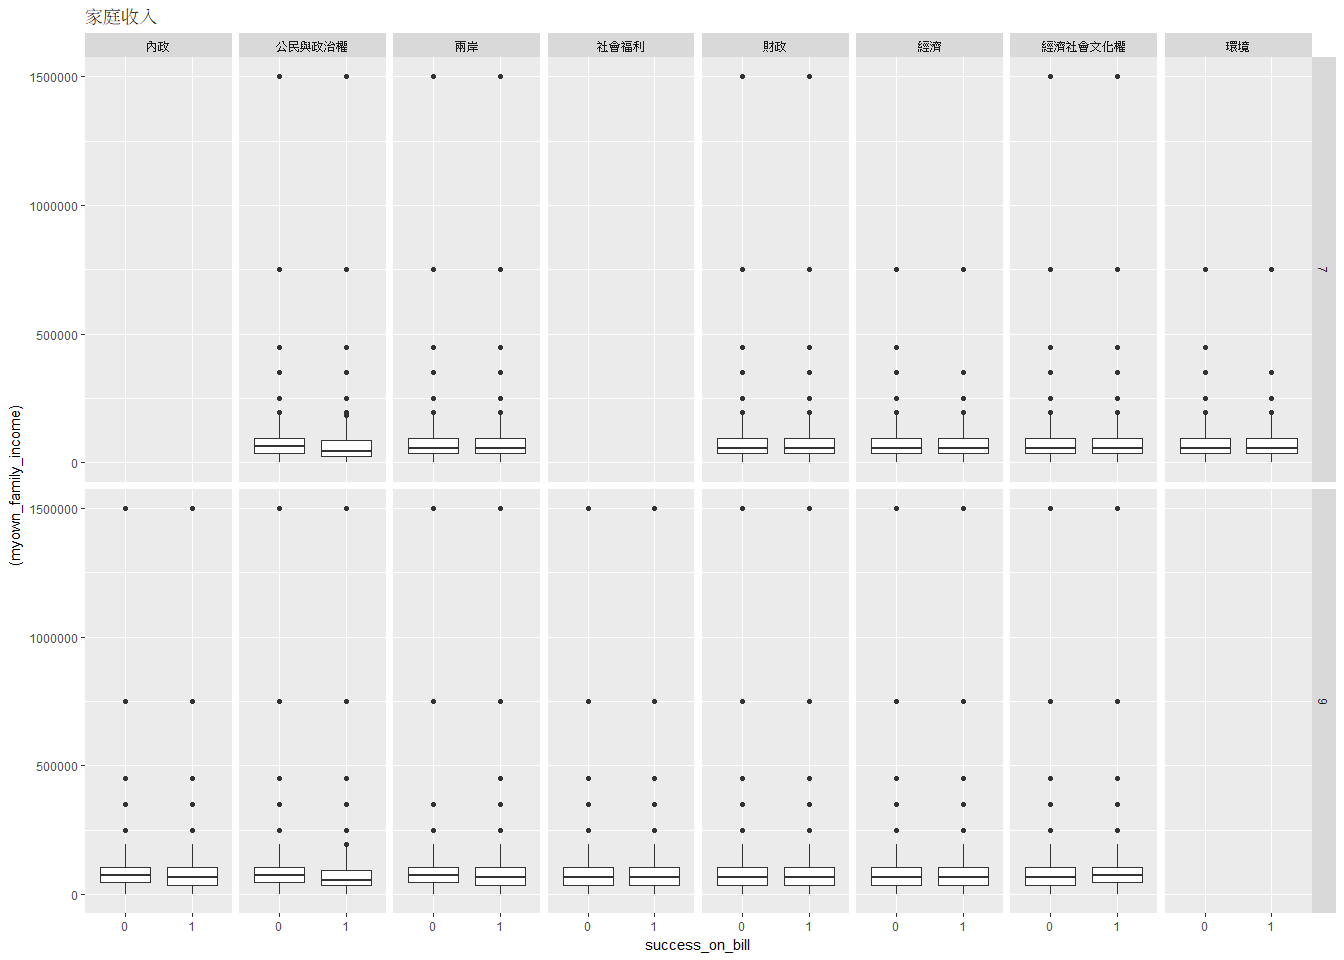 家庭收入
內政 公民與政治權 兩岸 社會福利 財政 經濟 經濟社會文化權 環境
1500000
1000000
500000
0
7
(myown_family_income)
1500000
1000000
500000
0
9
0 1 0 1 0 1 0 1 0 1 0 1 0 1 0 1
success_on_bill